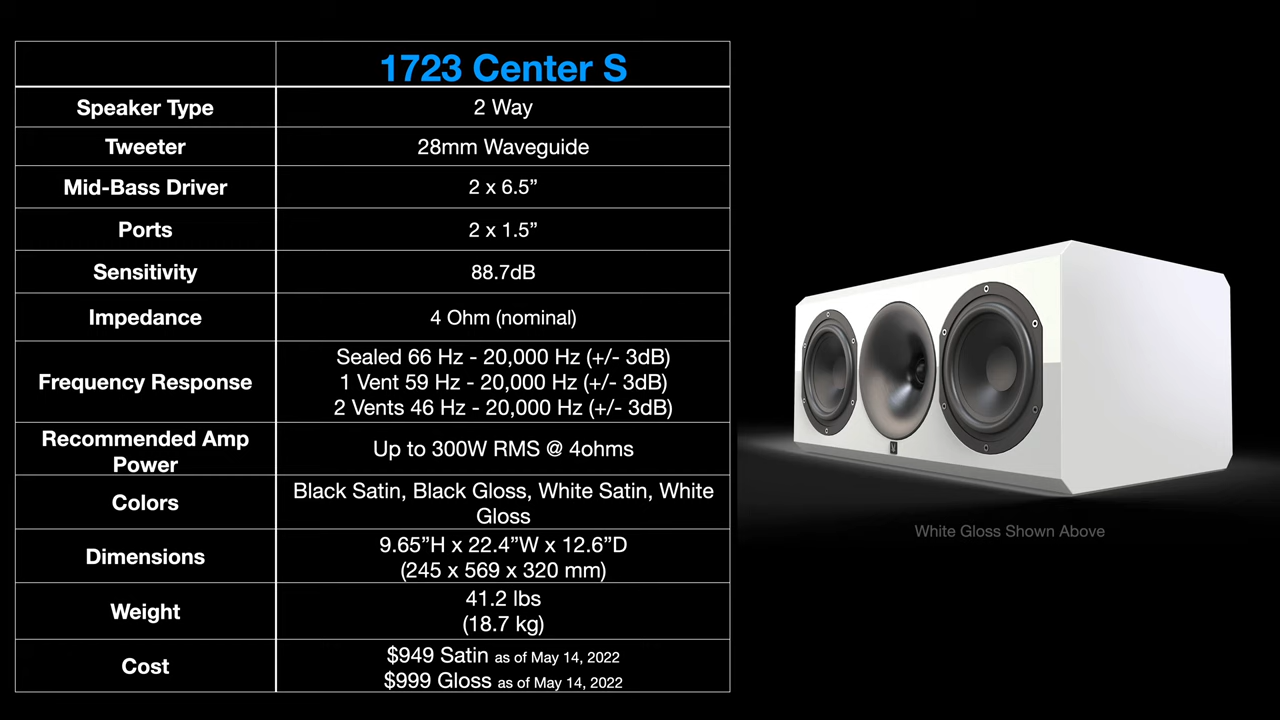 1723 Center S
Speaker Type
2 Way
Tweeter
28mm Waveguide
Mid-Bass Driver
2 x 6.5”
Ports
2 x 1.5”
Sensitivity
88.7dB
Impedance
4 Ohm (nominal)
Frequency Response
Sealed 66 Hz - 20,000 Hz (+/- 3dB)
1 Vent 59 Hz - 20,000 Hz (+/- 3dB)
2 Vents 46 Hz - 20,000 Hz (+/- 3dB)
Recommended Amp
Power
Up to 300W RMS @ 4ohms
Colors
Black Satin, Black Gloss, White Satin, White
Gloss
Dimensions
9.65”H x 22.4”W x 12.6”D
(245 x 569 x 320 mm)
Weight
41.2 lbs
(18.7 kg)
Cost
$949 Satin as of May 14, 2022
$999 Gloss as of May 14, 2022
White Gloss Shown Above